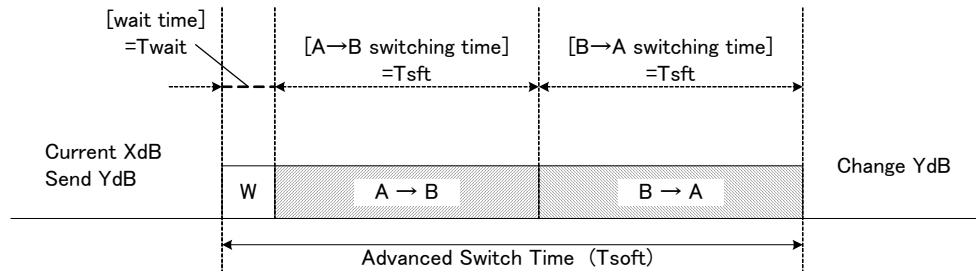 [wait time]
=Twait
[A→B switching time]
=Tsft
[B→A switching time]
=Tsft
Current XdB
Send YdB
W
A → B
B → A
Change YdB
Advanced Switch Time (Tsoft)